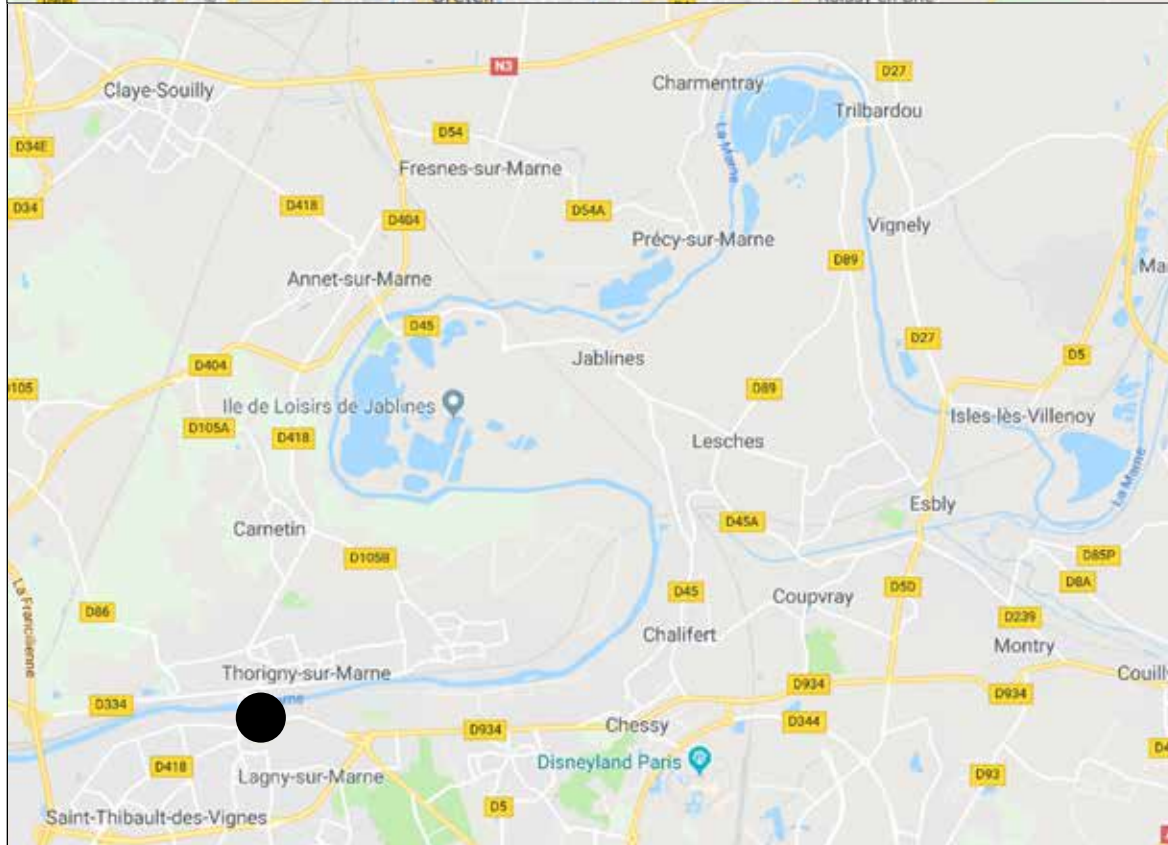 N3
D27
Charmentray
Claye-Souilly
Trilbardou
D54
La Marne
D34E
Fresnes-sur-Marne
D418
D54A
D34
D404
Vignely
Précy-sur-Marne
D89
Annet-sur-Marne
D45
D27
Jablines
D5
D404
D105
D89
Ile de Loisirs de Jablines
Isles-lès-Villenoy
D105A
D418
Lesches
La Marne
Esbly
D45A
Carnetin
D105B
D85P
D8A
La Francilienne
D5D
D45
Coupvray
D86
D239
Chalifert
Montry
Thorigny-sur-Marne
Couilly
D934
D934
D334
D344
D934
Chessy
Disneyland Paris
D418
Lagny-sur-Marne
D93
D5
Saint-Thibault-des-Vignes